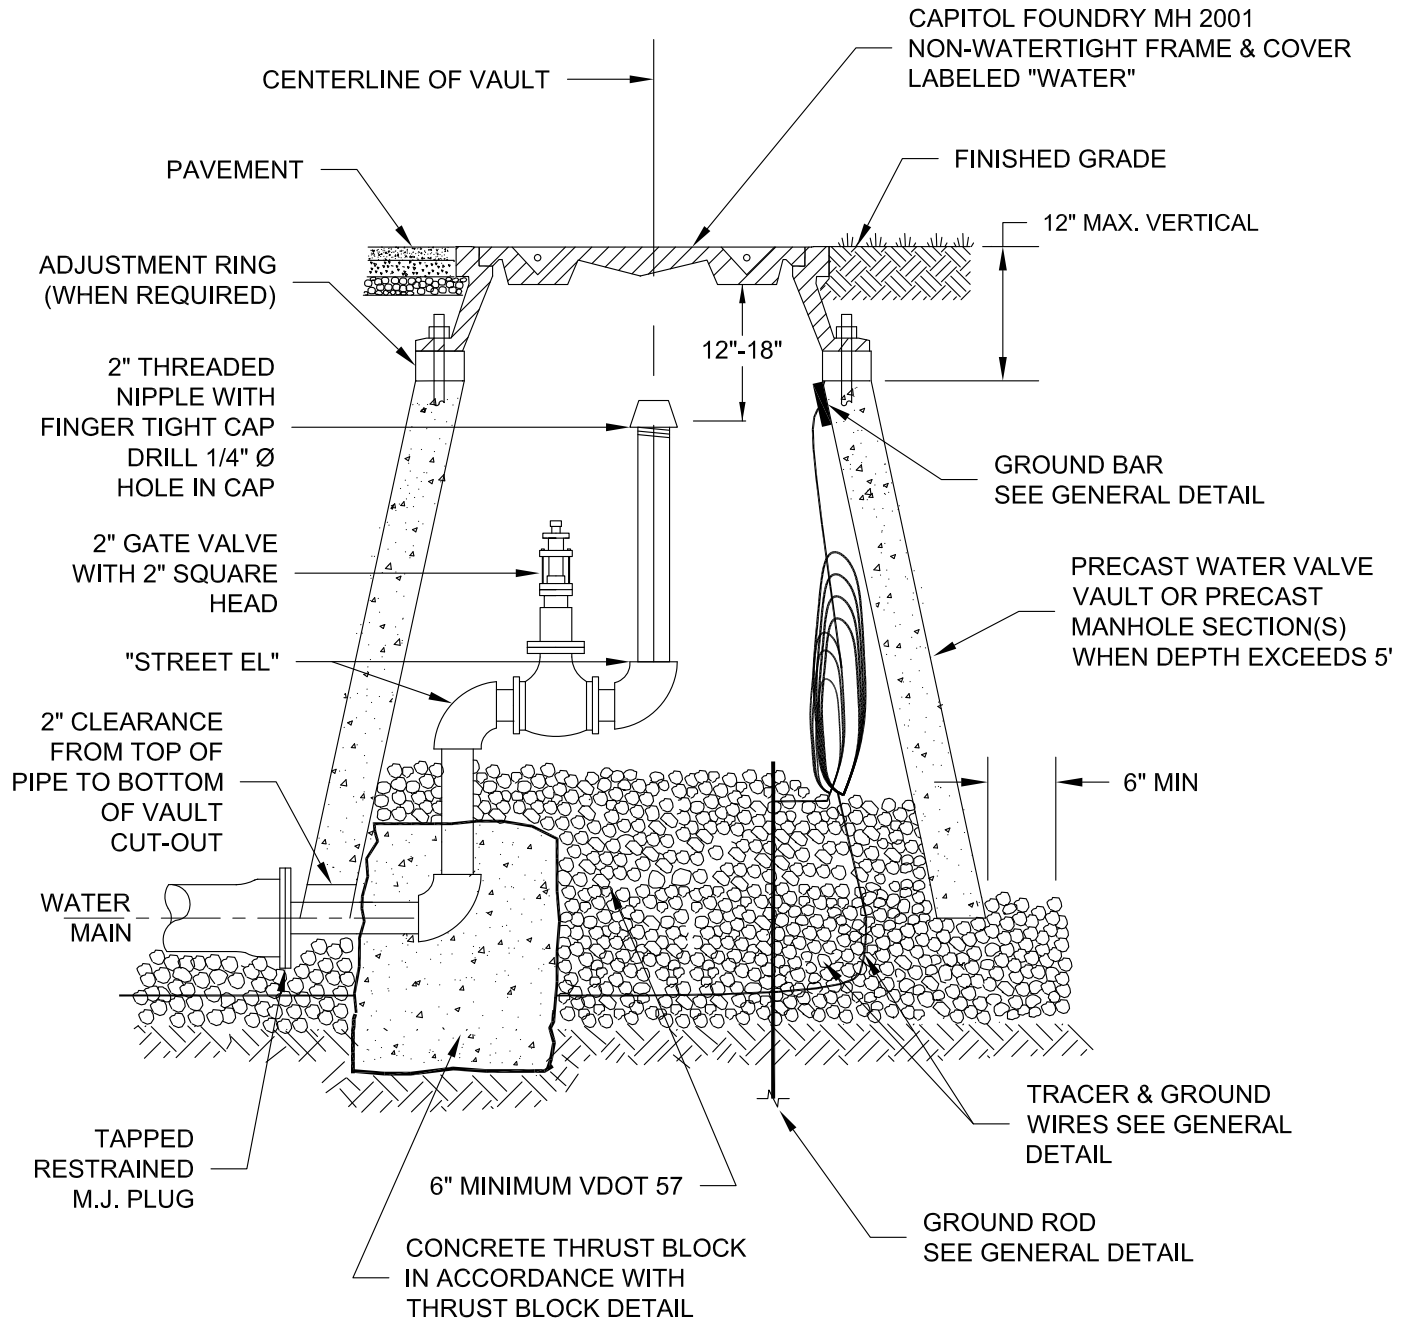 CAPITOL FOUNDRY MH 2001
NON-WATERTIGHT FRAME & COVER
LABELED "WATER"
CENTERLINE OF VAULT
PAVEMENT
FINISHED GRADE
12" MAX. VERTICAL
ADJUSTMENT RING
(WHEN REQUIRED)
12"-18"
2" THREADED
NIPPLE WITH
FINGER TIGHT CAP
DRILL 1/4" Ø
HOLE IN CAP
GROUND BAR
SEE GENERAL DETAIL
2" GATE VALVE
WITH 2" SQUARE
HEAD
PRECAST WATER VALVE
VAULT OR PRECAST
MANHOLE SECTION(S)
WHEN DEPTH EXCEEDS 5'
"STREET EL"
2" CLEARANCE
FROM TOP OF
PIPE TO BOTTOM
OF VAULT
CUT-OUT
6" MIN
WATER
MAIN
TRACER & GROUND
WIRES SEE GENERAL
DETAIL
TAPPED
RESTRAINED
M.J. PLUG
6" MINIMUM VDOT 57
GROUND ROD
SEE GENERAL DETAIL
CONCRETE THRUST BLOCK
IN ACCORDANCE WITH
THRUST BLOCK DETAIL